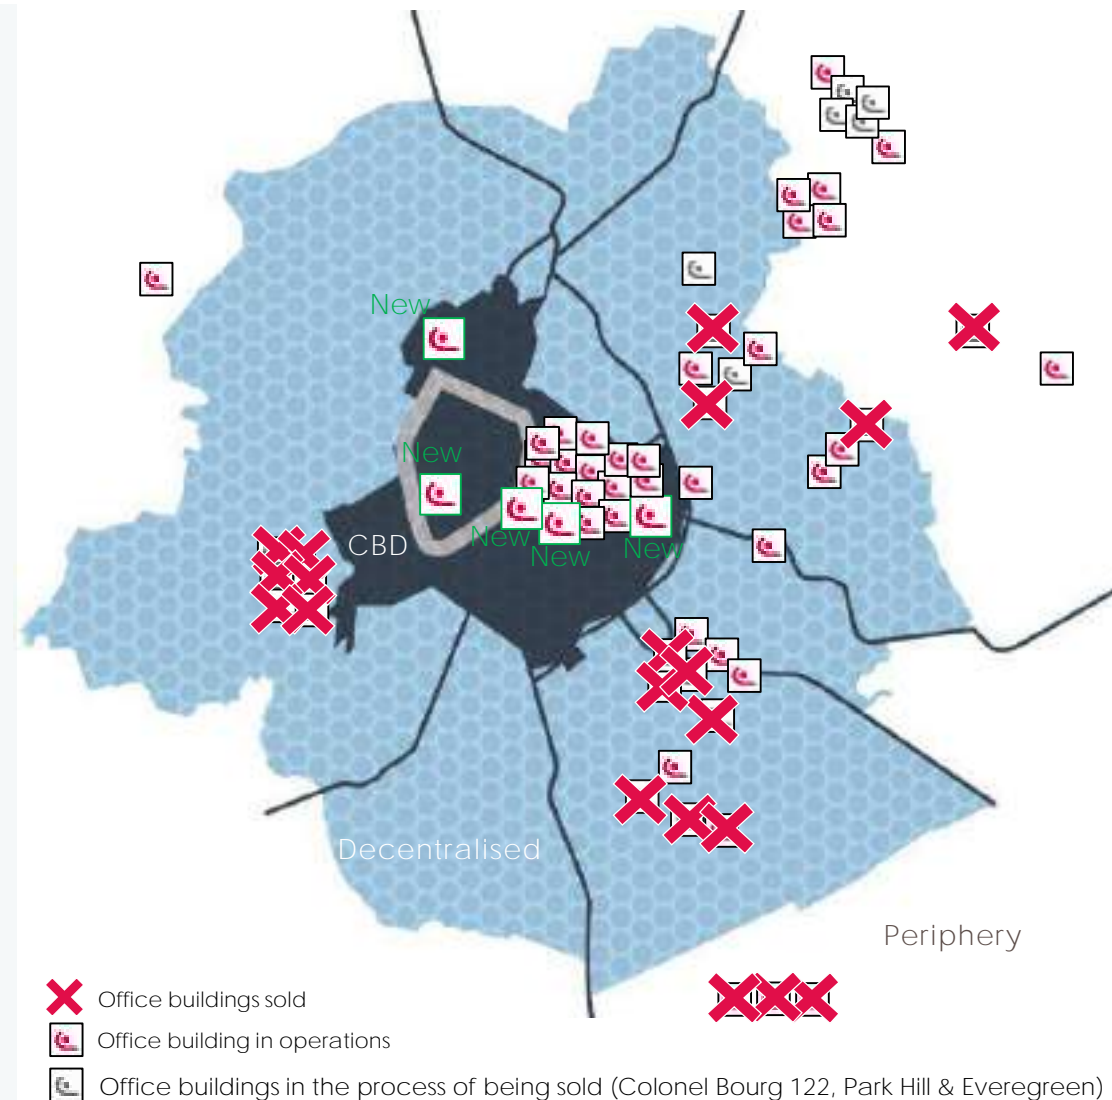 New
New
CBD
New
New
New
Decentralised
Periphery
Office buildings sold
Office building in operations
Office buildings in the process of being sold (Colonel Bourg 122, Park Hill & Everegreen)